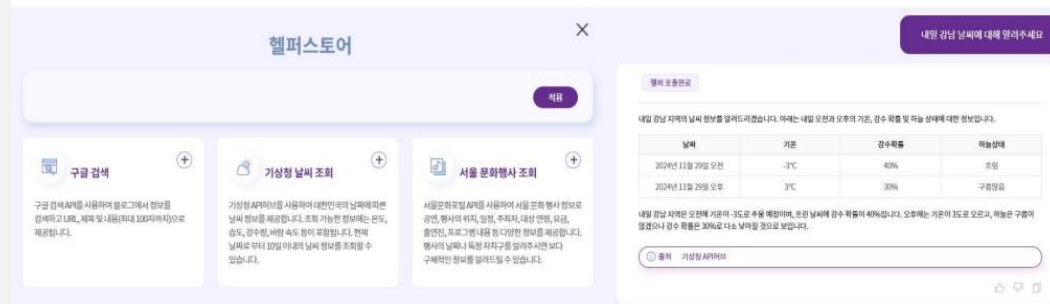 헬퍼스토어
적용
구글 검색
구글 검색 API를 사용하여 블로그에서 정보를
검색하고 URL, 제목 및 내용(최대 100자까지)으로
제공됩니다.
기상청 날씨 조회
기상청 API허브를 사용하여 대한민국의 날짜에 따른
날씨 정보를 제공합니다. 조회 가능한 정보에는 온도,
습도, 강수량, 바람 속도 등이 포함됩니다. 현재
날짜로 부터 10일 이내의 날씨 정보를 조회할 수
있습니다.
서울 문화행사 조회
서울문화포털 API를 사용하여 서울 문화 행사 정보로
공연, 행사의 위치, 일정, 주최자, 대상 연령, 요금,
출연진, 프로그램 내용 등 다양한 정보를 제공합니다.
행사의 날짜나 특정 자치구를 알려주시면 보다
구체적인 정보를 알려드릴 수 있습니다.
내일 강남 날씨에 대해 알려주세요
헬퍼 호출완료
내일 강남 지역의 날씨 정보를 알려드리겠습니다. 아래는 내일 오전과 오후의 기온, 강수 확률 및 하늘 상태에 대한 정보입니다.
날짜 기온 강수확률 하늘상태
2024년 11월 29일 오전 -3℃ 40% 흐림
2024년 11월 29일 오후 3℃ 30% 구름많음
내일 강남 지역은 오전에 기온이 -3도로 추울 예정이며, 흐린 날씨에 강수 확률이 40%입니다. 오후에는 기온이 3도로 오르고, 하늘은 구름이
많겠으나 강수 확률은 30%로 다소 낮아질 것으로 보입니다.
출처 기상청 API허브